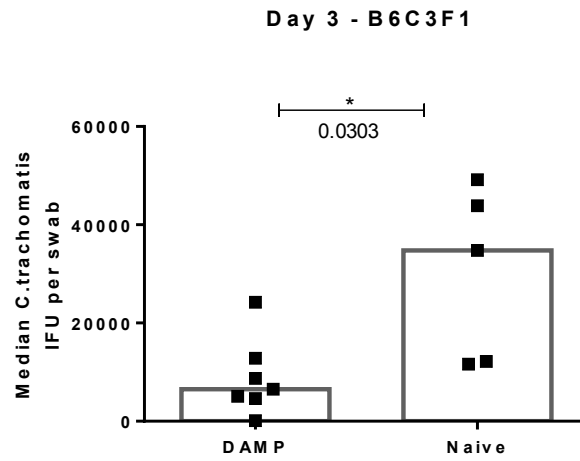 Day 3 - B6C3F1
*
0.0303
60000
40000
20000
0
Median C.trachomatis
IFU per swab
DAMP
Naive